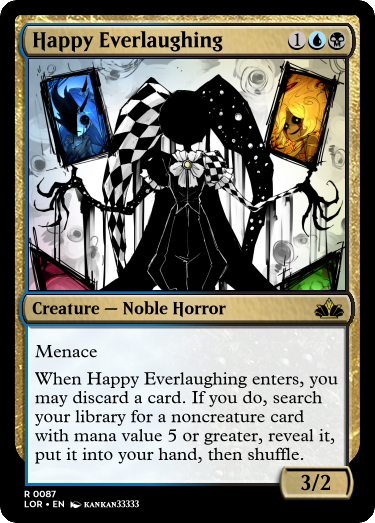 Happy Everlaughing 1
Creature — Noble Horror
Menace
When Happy Everlaughing enters, you
may discard a card. If you do, search
your library for a noncreature card
with mana value 5 or greater, reveal it,
put it into your hand, then shuffle.
3/2
R 0087
LOR • EN KANKAN33333